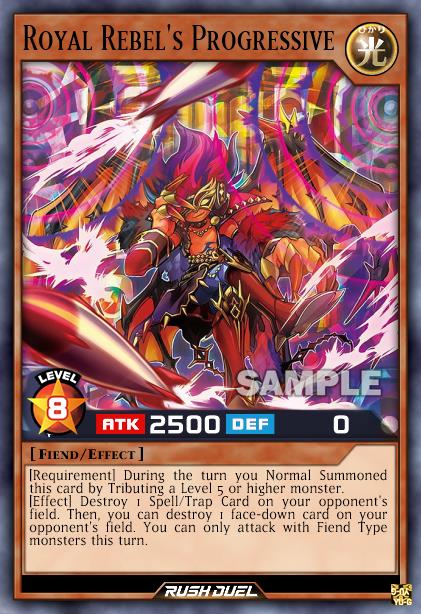 ROYAL REBEL'S PROGRESSIVE
ひかり
光
SAMPLE
LEVEL
8
ATK 2500 DEF 0
[ FIEND/EFFECT ]
[Requirement] During the turn you Normal Summoned
this card by Tributing a Level 5 or higher monster.
[Effect] Destroy 1 Spell/Trap Card on your opponent's
field. Then, you can destroy 1 face-down card on your
opponent's field. You can only attack with Fiend Type
monsters this turn.
RUSH DUEL